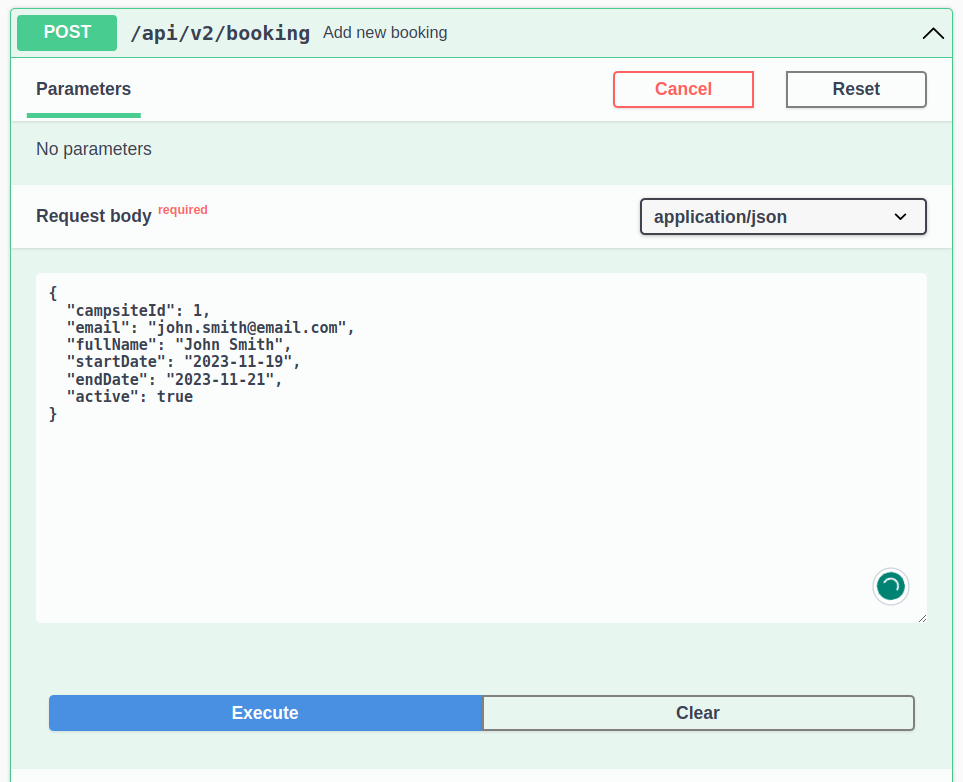 POST /api/v2/booking Add new booking
Parameters Cancel Reset
No parameters
Request body required application/json
{
  "campsiteId": 1,
  "email": "john.smith@email.com",
  "fullName": "John Smith",
  "startDate": "2023-11-19",
  "endDate": "2023-11-21",
  "active": true
}
Execute Clear